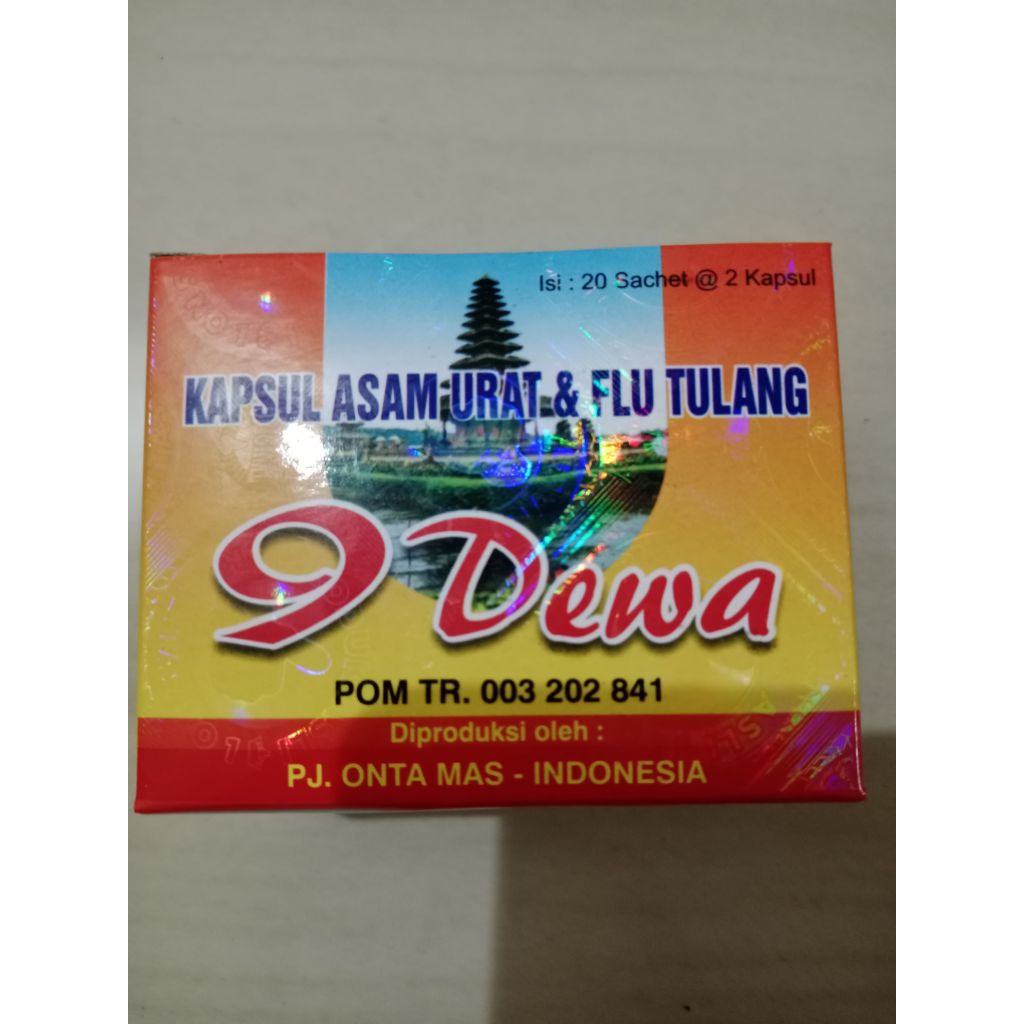 Isi : 20 Sachet @ 2 Kapsul
KAPSUL ASAM URAT & FLU TULANG
9 Dewa
POM TR. 003 202 841
Diproduksi oleh :
PJ. ONTA MAS - INDONESIA